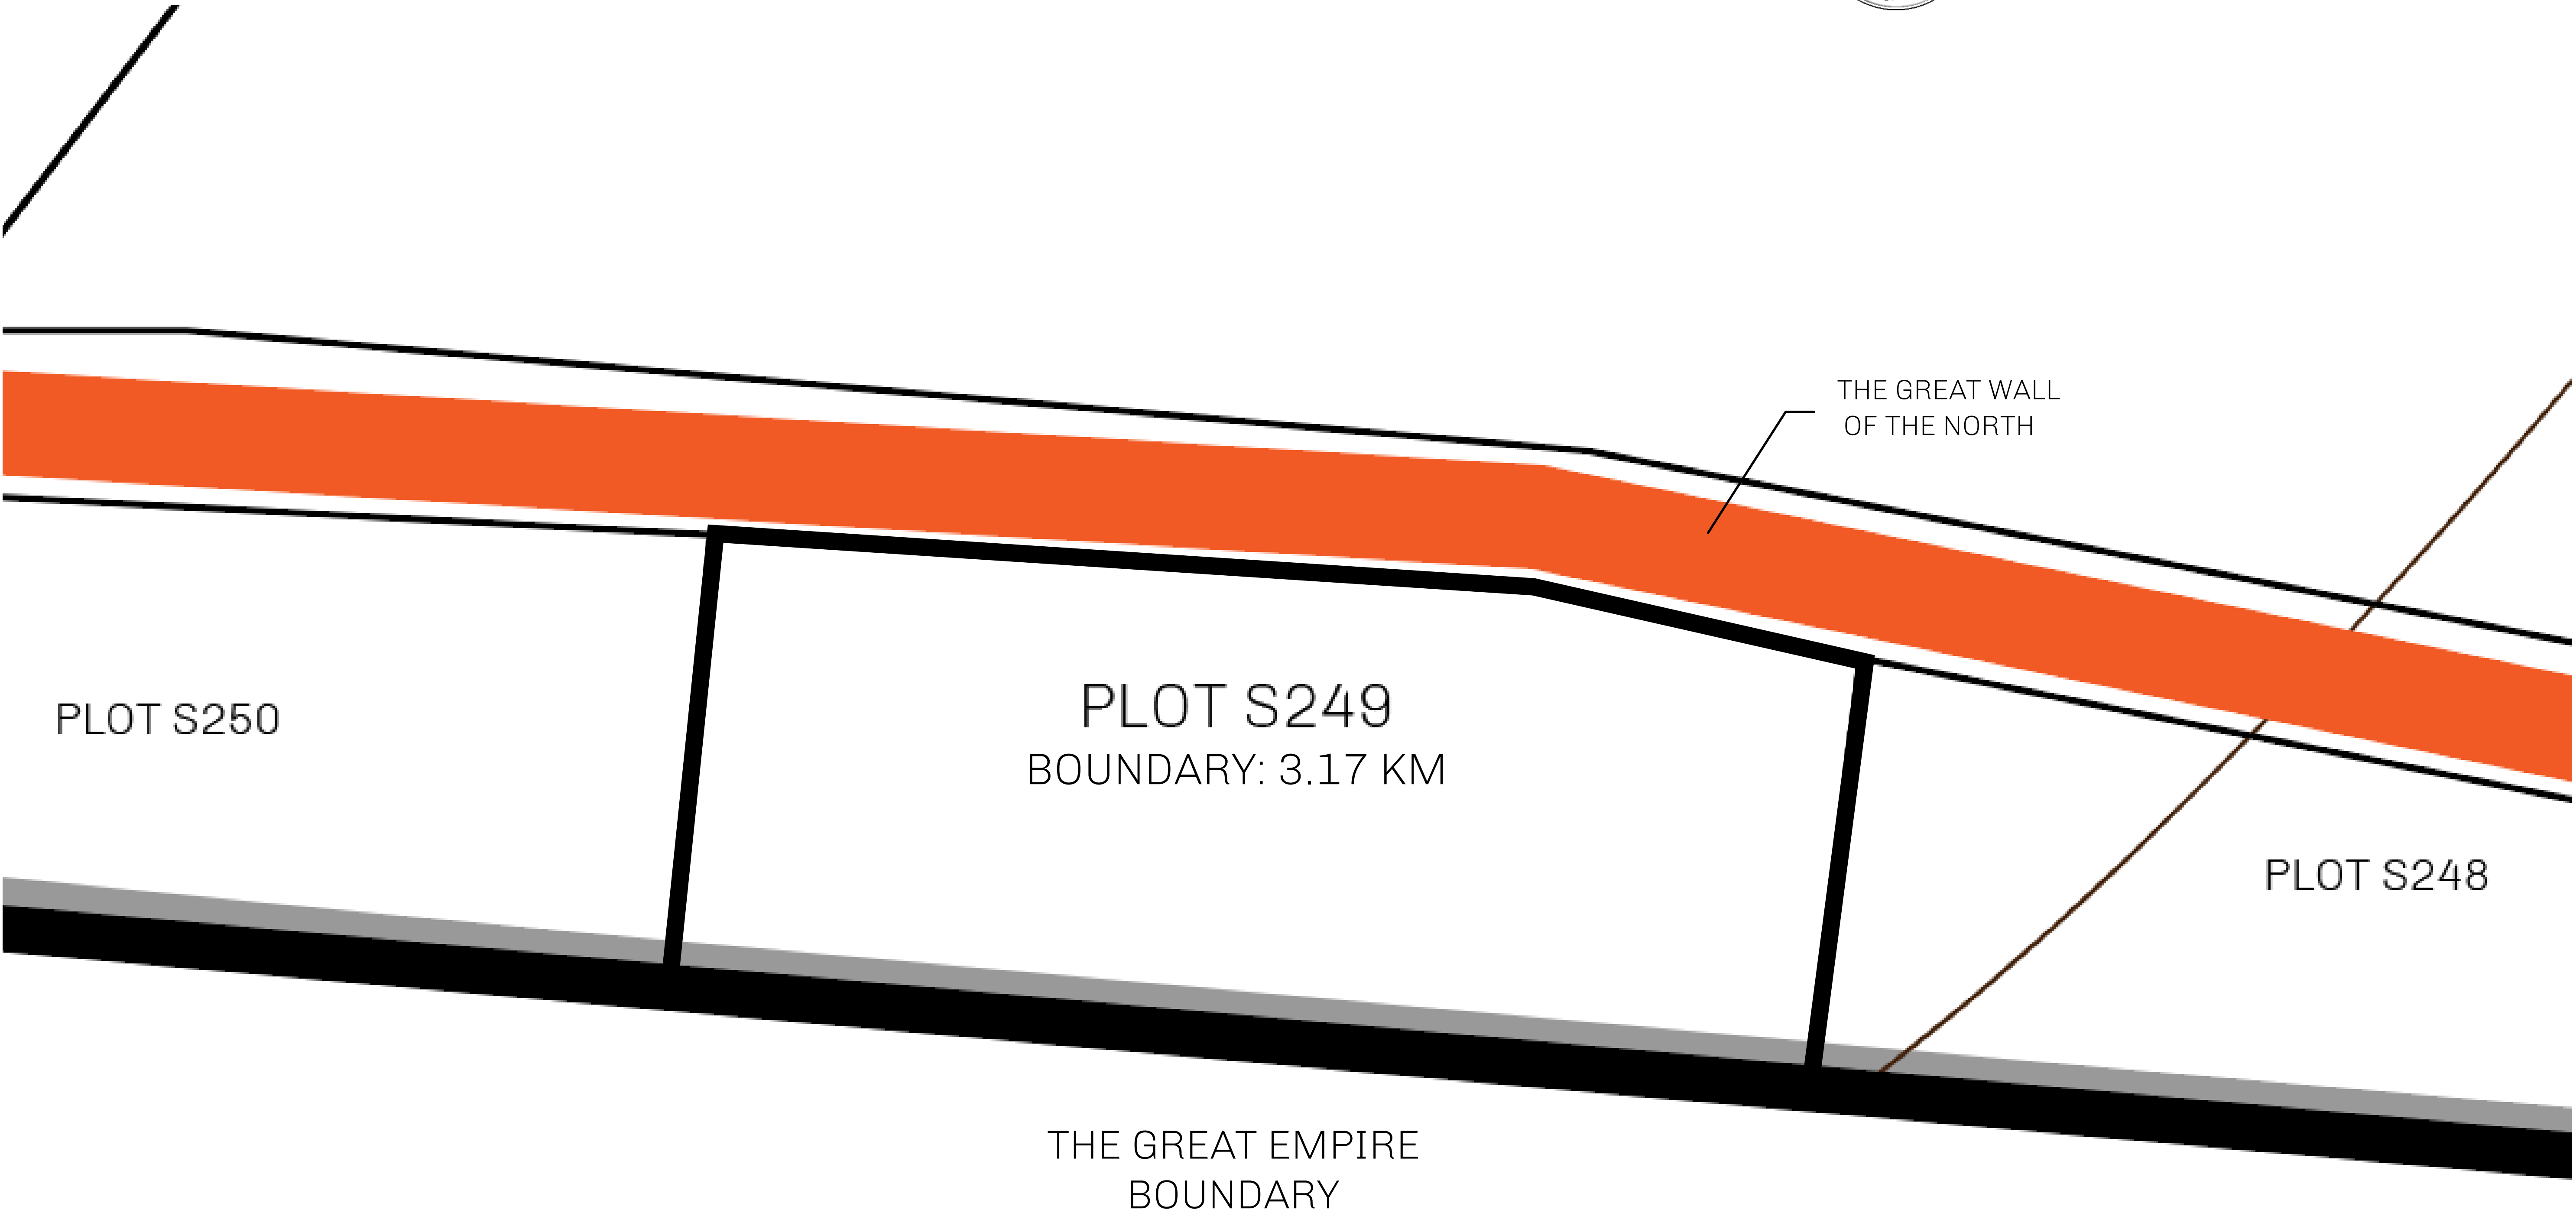 THE GREAT WALL
OF THE NORTH
PLOT S250
PLOT S249
BOUNDARY: 3.17 KM
PLOT S248
THE GREAT EMPIRE
BOUNDARY